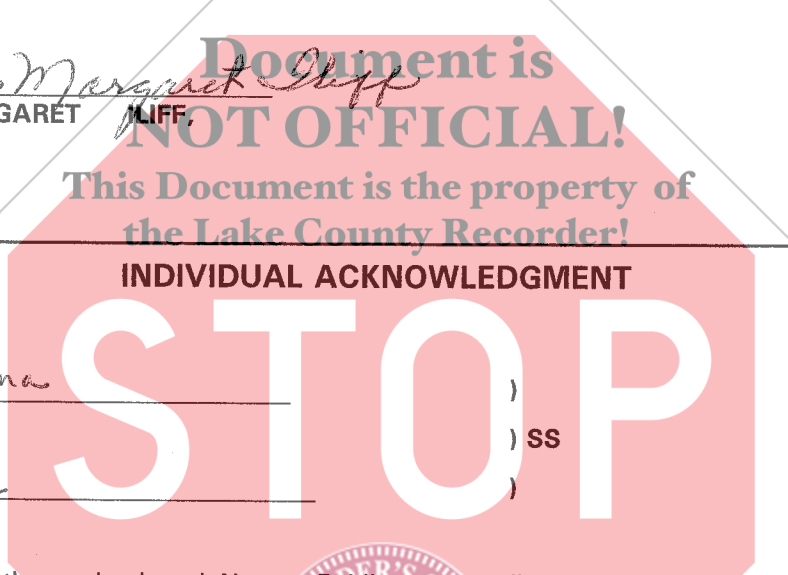 Document is
Margaret Iliff
GARET ILIFF,
NOT OFFICIAL!
This Document is the property of
the Lake County Recorder!
INDIVIDUAL ACKNOWLEDGMENT
STOP
na )
) SS
)